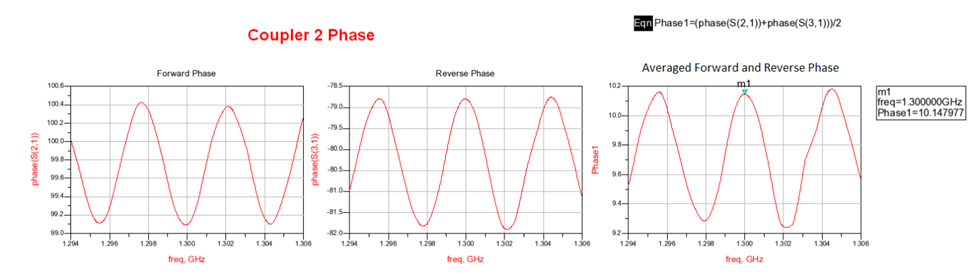 Eqn Phase1=(phase(S(2,1))+phase(S(3,1)))/2
Coupler 2 Phase
Forward Phase
100.6
100.4
100.2
100.0
99.8
99.6
99.4
99.2
99.0
phase(S(2,1))
1.294
1.296
1.298
1.300
1.302
1.304
1.306
freq, GHz
Reverse Phase
-78.5
-79.0
-79.5
-80.0
-80.5
-81.0
-81.5
-82.0
phase(S(3,1))
1.294
1.296
1.298
1.300
1.302
1.304
1.306
freq, GHz
Averaged Forward and Reverse Phase
m1
10.2
10.0
9.8
9.6
9.4
9.2
Phase1
1.294
1.296
1.298
1.300
1.302
1.304
1.306
freq, GHz
m1
freq=1.300000GHz
Phase1=10.147977